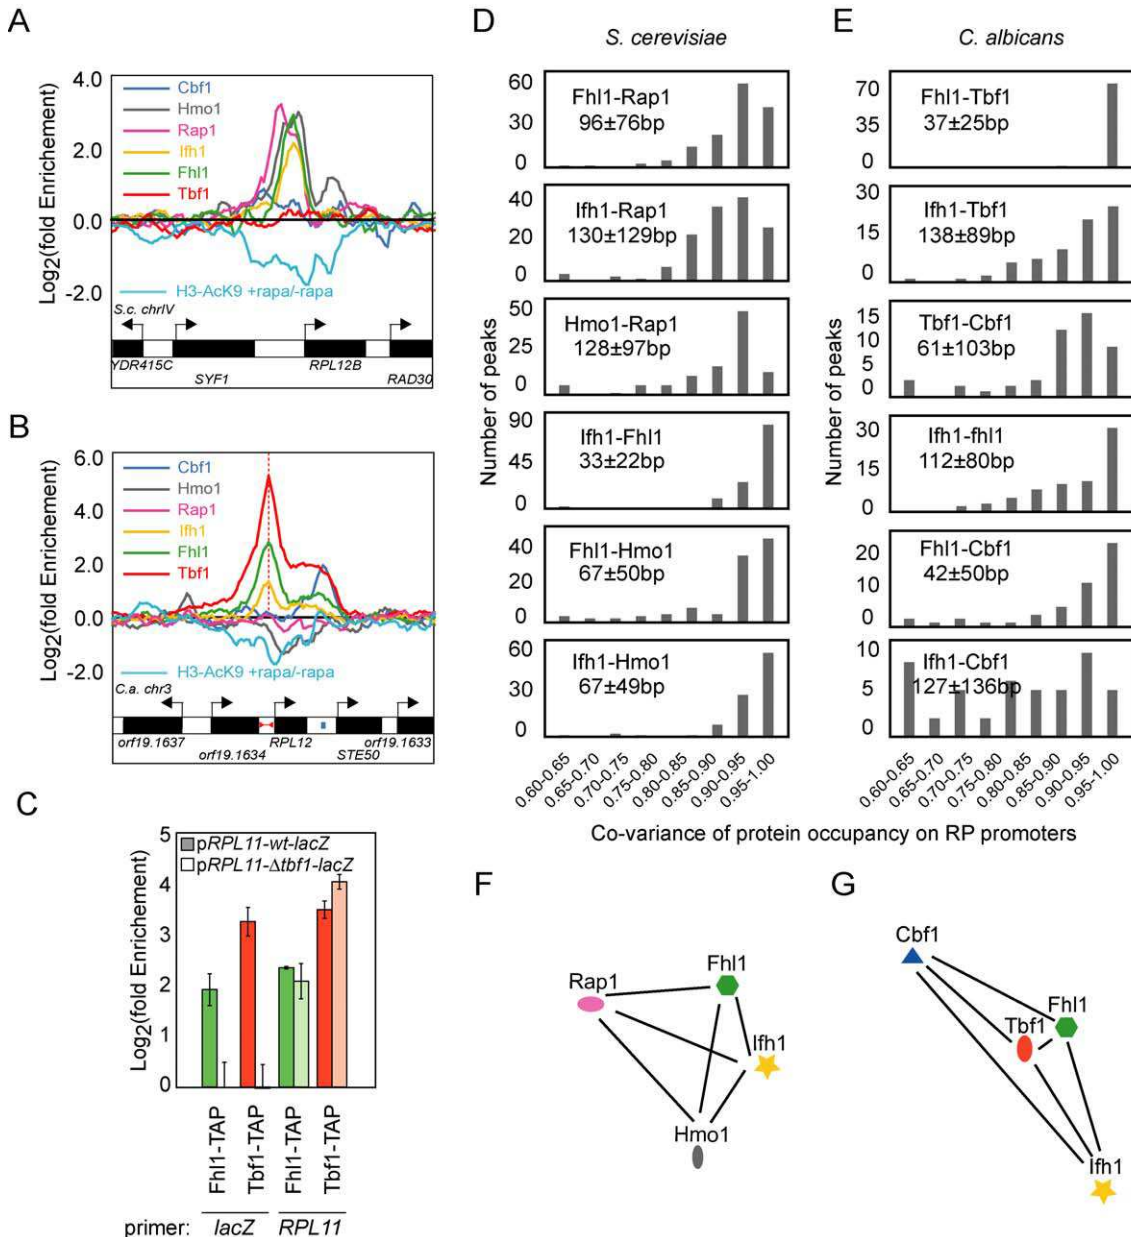 A
4.0
2.0
0.0
-2.0
Log2(fold Enrichement)
Cbf1
Hmo1
Rap1
Ifh1
Fhl1
Tbf1
H3-AcK9 +rapa/-rapa
S.c. chrIV
YDR415C
SYF1
RPL12B
RAD30
B
6.0
4.0
2.0
0.0
-2.0
Log2(fold Enrichment)
Cbf1
Hmo1
Rap1
Ifh1
Fhl1
Tbf1
H3-AcK9 +rapa/-rapa
C.a. chr3
orf19.1637
orf19.1634
RPL12
STE50
orf19.1633
C
5
4
3
2
1
0
Log2(fold Enrichment)
pRPL11-wt-lacZ
pRPL11-Δtbf1-lacZ
Fhl1-TAP
Tbf1-TAP
Fhl1-TAP
Tbf1-TAP
primer: lacZ RPL11
D
S. cerevisiae
Number of peaks
60
30
0
Fhl1-Rap1
96±76bp
40
20
0
Ifh1-Rap1
130±129bp
50
25
0
Hmo1-Rap1
128±97bp
90
45
0
Ifh1-Fhl1
33±22bp
40
20
0
Fhl1-Hmo1
67±50bp
60
30
0
Ifh1-Hmo1
67±49bp
0.60-0.65
0.65-0.70
0.70-0.75
0.75-0.80
0.80-0.85
0.85-0.90
0.90-0.95
0.95-1.00
E
C. albicans
Number of peaks
70
35
0
Fhl1-Tbf1
37±25bp
30
15
0
Ifh1-Tbf1
138±89bp
15
10
5
0
Tbf1-Cbf1
61±103bp
30
15
0
Ifh1-fhl1
112±80bp
20
10
0
Fhl1-Cbf1
42±50bp
10
5
0
Ifh1-Cbf1
127±136bp
0.60-0.65
0.65-0.70
0.70-0.75
0.75-0.80
0.80-0.85
0.85-0.90
0.90-0.95
0.95-1.00
Co-variance of protein occupancy on RP promoters
F
Rap1
Fhl1
Ifh1
Hmo1
G
Cbf1
Fhl1
Tbf1
Ifh1